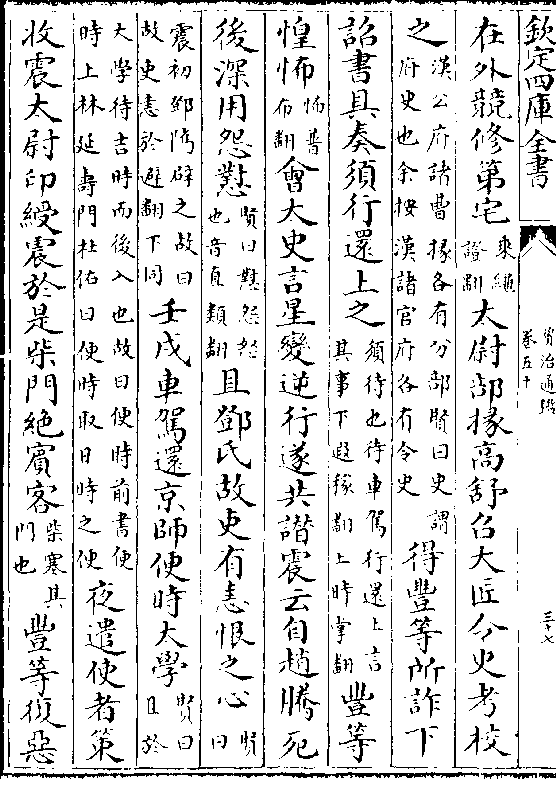 欽定四庫全書
資治通鑑
卷五十
三十七
在外競修第宅
乘繩
證翻
太尉部掾高舒召大匠令史考校
之
漢公府諸曹掾各有分部賢曰史謂
府史也余按漢諸官府各有令史
得豐等所詐下
詔書具奏須行還上之
須待也待車駕行還上言
其事下遐稼翻上時掌翻
豐等
惶怖
怖普
布翻
會大史言星變逆行遂共譖震云自趙騰死
後深用怨懟
賢曰懟怨怒
也音直類翻
且鄧氏故吏有恚恨之心
賢
曰
震初鄧隲辟之故曰
故吏恚於避翻下同
壬戌車駕還京師便時太學
賢曰
且於
大學待吉時而後入也故曰便時前書便
時上林延壽門杜佑曰便時取日時之便
夜遣使者策
收震太尉印綬震於是柴門絕賓客
柴塞其
門也
豐等復惡